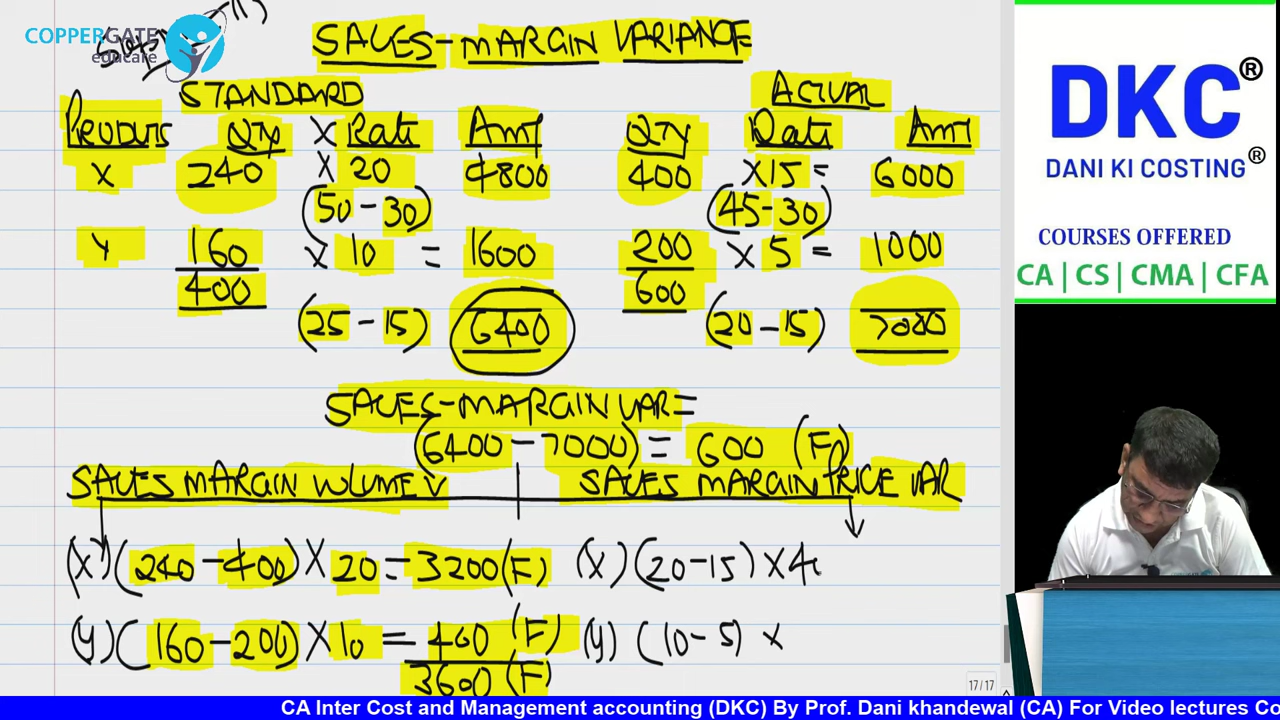 COPPERGATE
educate
SALES-MARGIN VARIANCE
STANDARD ACTUAL
PRODUTS QTY X Rate AMT QTY Rate AMT
X 240 X 20 4800 400 X15 = 6000
(50-30) (45-30)
Y 160 X 10 = 1600 200 X 5 = 1000
400 600
(25-15) 6400 (20-15) 7000
SALES-MARGIN VAR=
(6400-7000) = 600 (F)
SALES MARGIN VOLUME V SALES MARGIN PRICE VAR
(X) (240-400) X 20 = 3200 (F) (X) (20-15) X 4
(Y) (160-200) X 10 = 400 (F) (Y) (10-5) X
3600 (F)
17/17
DKC®
DANI KI COSTING®
COURSES OFFERED
CA | CS | CMA | CFA
CA Inter Cost and Management accounting (DKC) By Prof. Dani khandewal (CA) For Video lectures Co